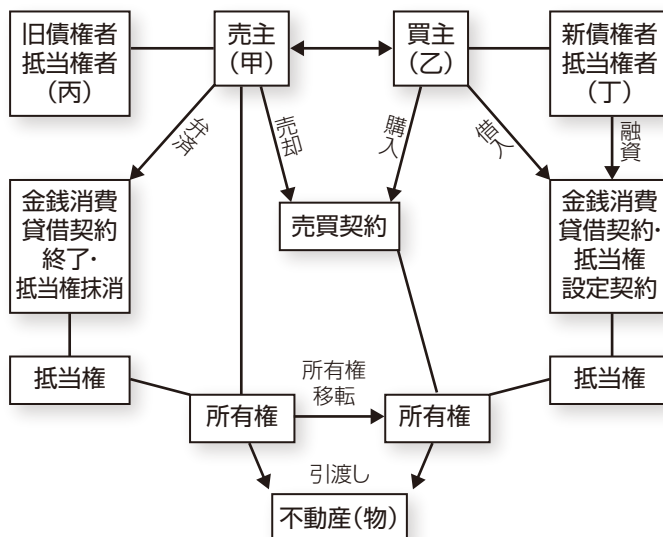 旧債権者
抵当権者
(丙)
売主
(甲)
買主
(乙)
新債権者
抵当権者
(丁)
弁済
売却
購入
借入
融資
金銭消費
貸借契約
終了・
抵当権抹消
売買契約
金銭消費
貸借契約・
抵当権
設定契約
抵当権
所有権
所有権
移転
所有権
抵当権
引渡し
不動産(物)